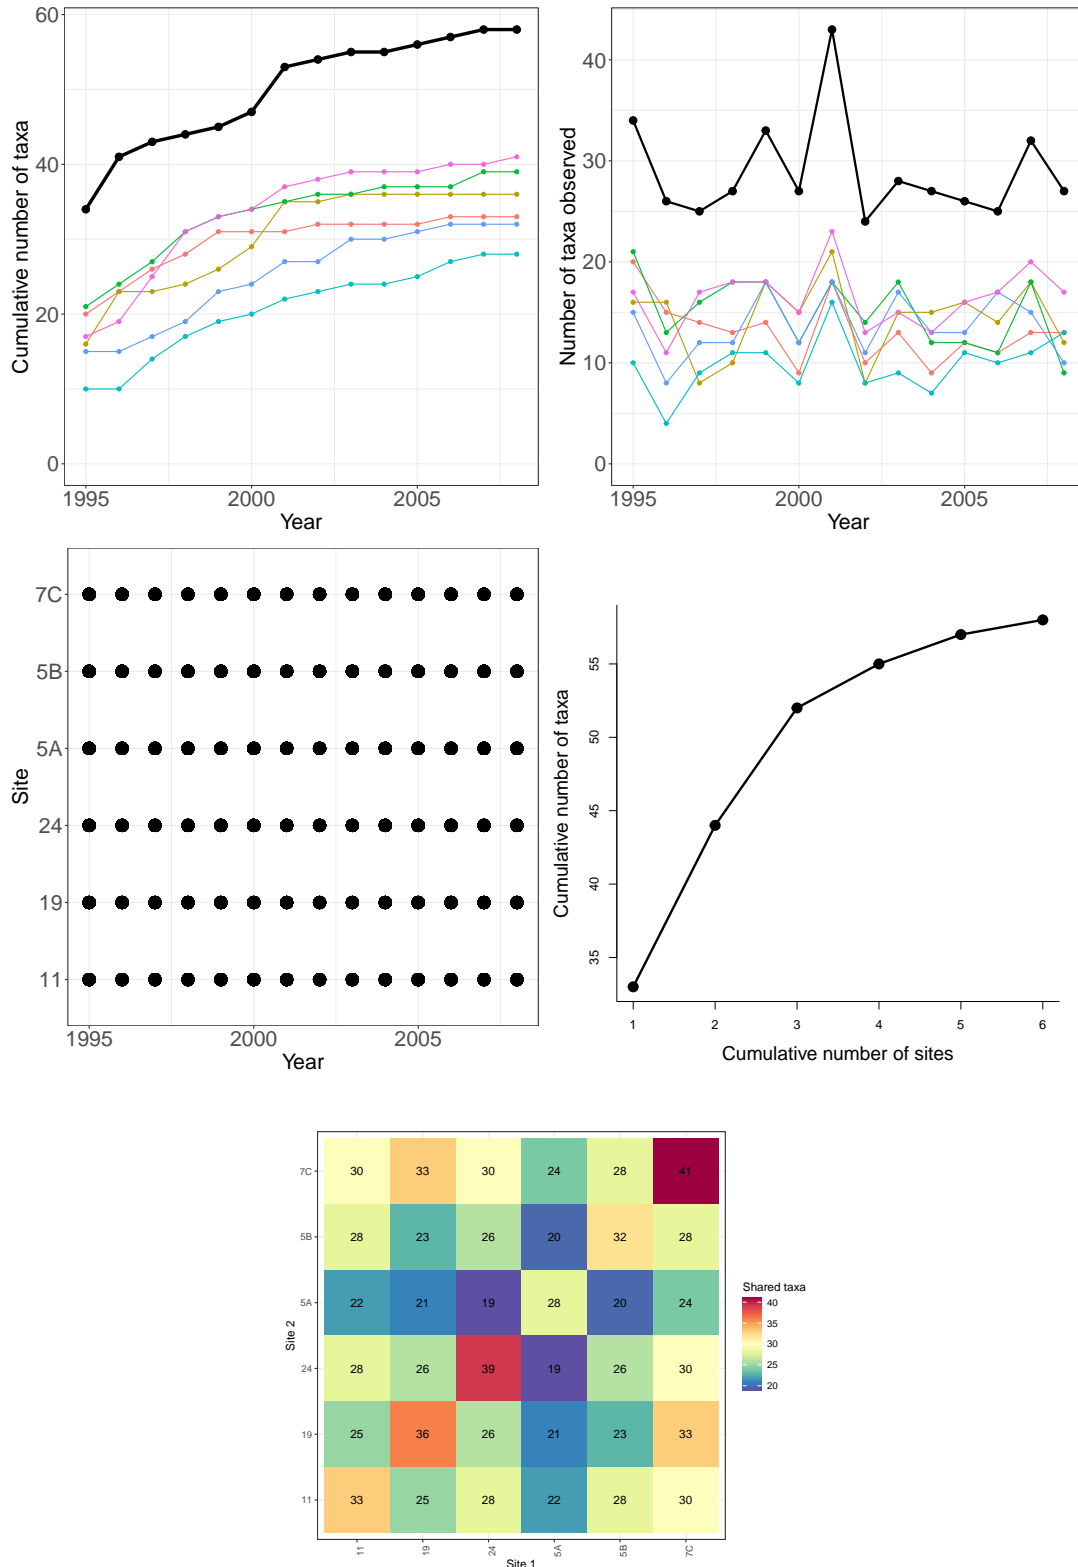 Cumulative number of taxa
60
40
20
0
1995 2000 2005
Year
Number of taxa observed
40
30
20
10
0
1995 2000 2005
Year
Site
7C
5B
5A
24
19
11
1995 2000 2005
Year
Cumulative number of taxa
55
50
45
40
35
1 2 3 4 5 6
Cumulative number of sites
Site 2
7C 30 33 30 24 28 41
5B 28 23 26 20 32 28
5A 22 21 19 28 20 24
24 28 26 39 19 26 30
19 25 36 26 21 23 33
11 33 25 28 22 28 30
11 19 24 5A 5B 7C
Site 1
Shared taxa
40
35
30
25
20